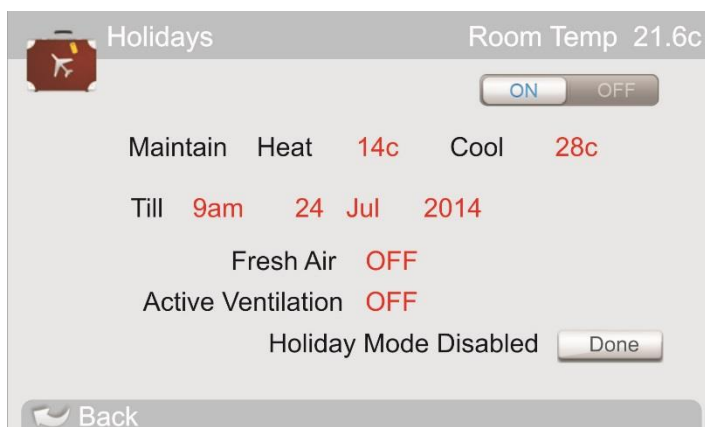 Holidays Room Temp 21.6c
ON OFF
Maintain Heat 14c Cool 28c
Till 9am 24 Jul 2014
Fresh Air OFF
Active Ventilation OFF
Holiday Mode Disabled Done
Back